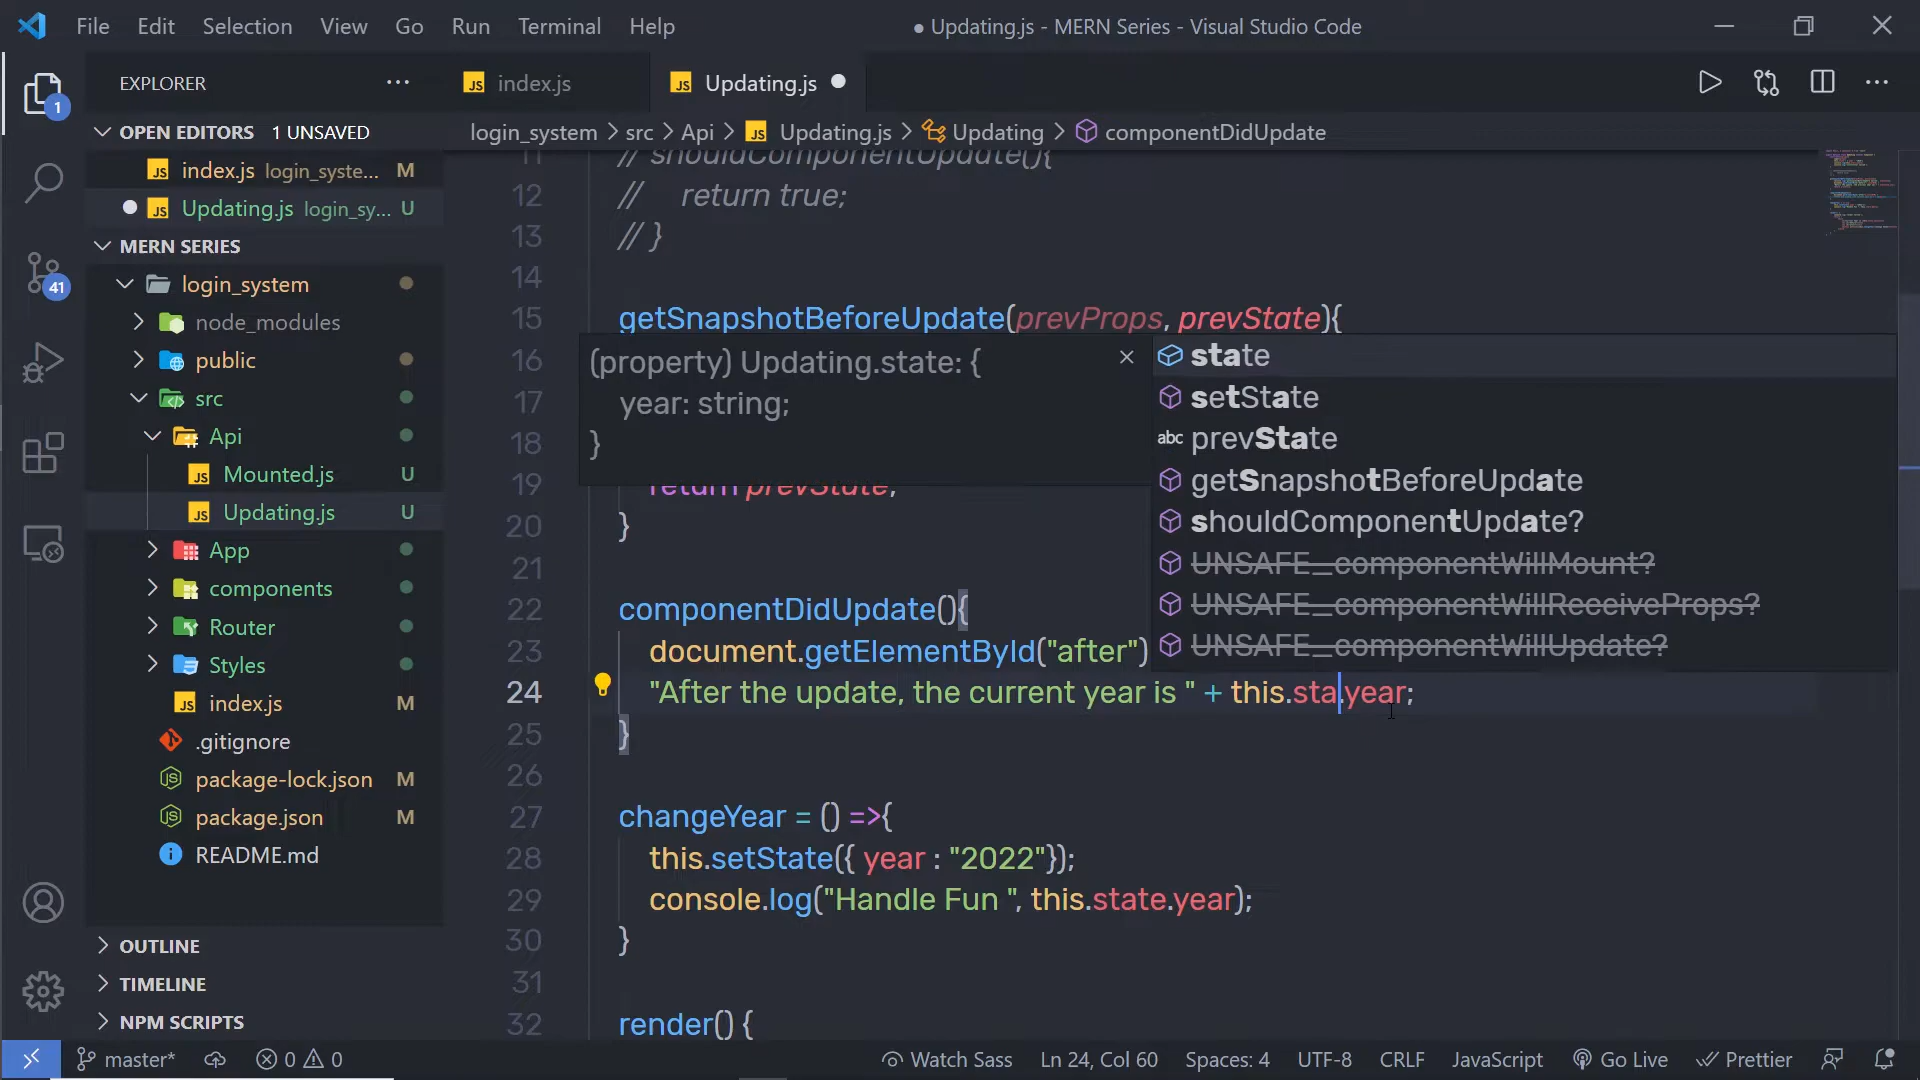 File Edit Selection View Go Run Terminal Help
● Updating.js - MERN Series - Visual Studio Code
EXPLORER
index.js
Updating.js
OPEN EDITORS 1 UNSAVED
index.js login_syste... M
Updating.js login_sy... U
MERN SERIES
login_system
node_modules
public
src
Api
Mounted.js U
Updating.js U
App
components
Router
Styles
index.js M
.gitignore
package-lock.json M
package.json M
README.md
OUTLINE
TIMELINE
NPM SCRIPTS
1
41
login_system > src > Api > Updating.js > Updating > componentDidUpdate
11 // shouldComponentUpdate(){
12 // return true;
13 // }
14
15 getSnapshotBeforeUpdate(prevProps, prevState){
16
17
18
19 return prevState;
20 }
21
22 componentDidUpdate(){
23 document.getElementById("after")
24 "After the update, the current year is " + this.sta.year;
25 }
26
27 changeYear = () =>{
28 this.setState({ year : "2022"});
29 console.log("Handle Fun ", this.state.year);
30 }
31
32 render() {
(property) Updating.state: {
year: string;
}
state
setState
abc prevState
getSnapshotBeforeUpdate
shouldComponentUpdate?
UNSAFE_componentWillMount?
UNSAFE_componentWillReceiveProps?
UNSAFE_componentWillUpdate?
master* 0 0 Watch Sass Ln 24, Col 60 Spaces: 4 UTF-8 CRLF JavaScript Go Live Prettier